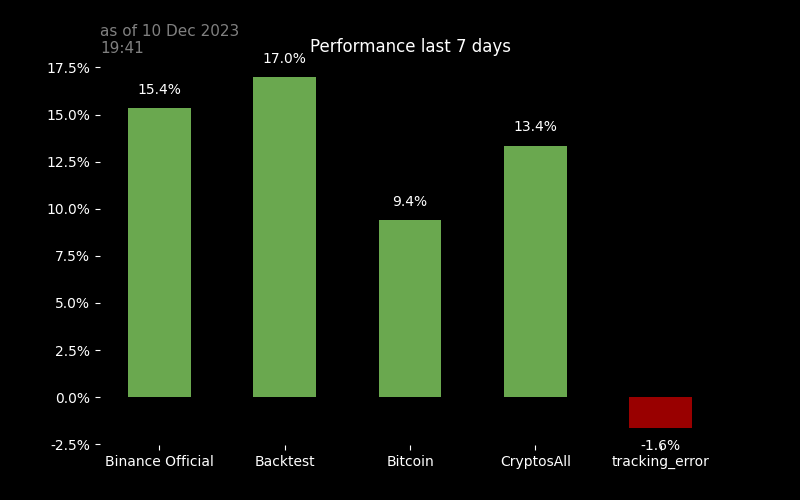 as of 10 Dec 2023
19:41
Performance last 7 days
17.5%
15.0%
12.5%
10.0%
7.5%
5.0%
2.5%
0.0%
-2.5%
15.4%
17.0%
9.4%
13.4%
-1.6%
Binance Official
Backtest
Bitcoin
CryptosAll
tracking_error